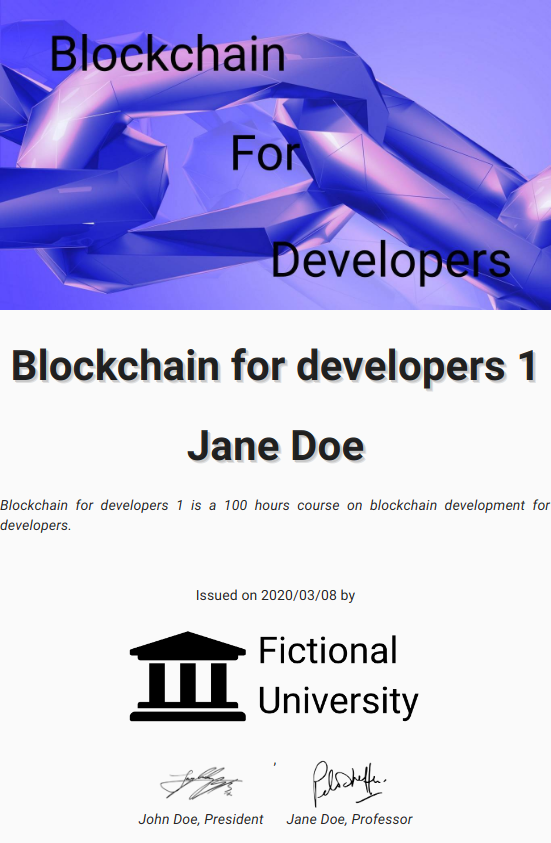 Blockchain
For
Developers
Blockchain for developers 1
Jane Doe
Blockchain for developers 1 is a 100 hours course on blockchain development for
developers.
Issued on 2020/03/08 by
Fictional
University
John Doe, President
Jane Doe, Professor